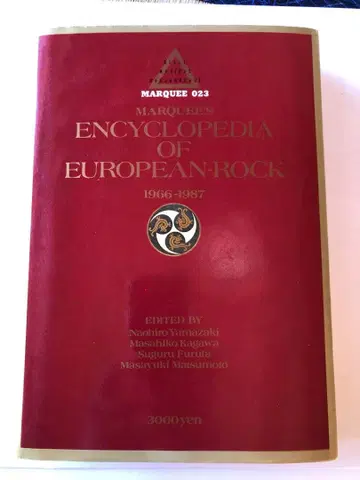 MARQUEE 023
MARQUEE'S
ENCYCLOPEDIA
OF
EUROPEAN-ROCK
1966-1987
EDITED BY
Naohiro Yamazaki
Masahiko Kagawa
Suguru Furuta
Masayuki Matsumoto
3060yen